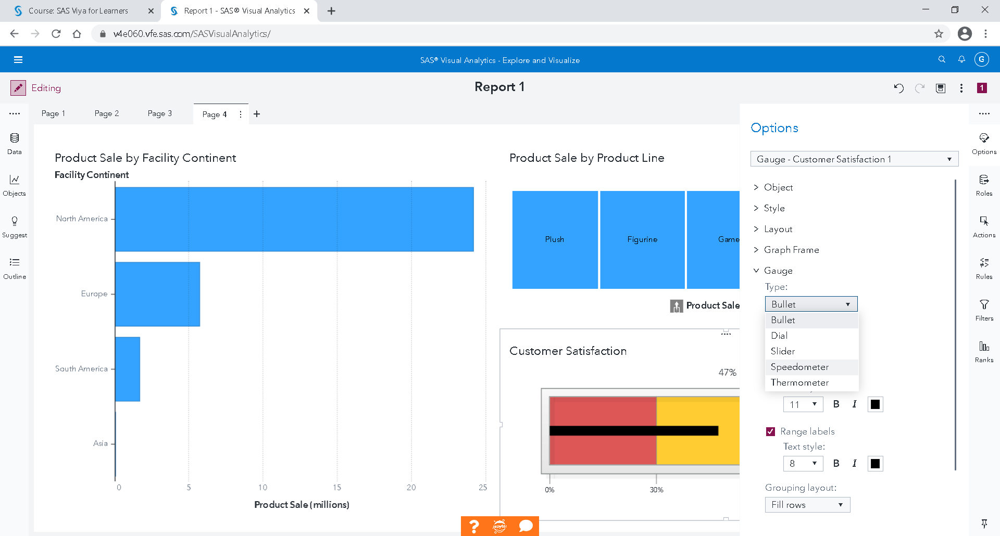 Course: SAS Viya for Learners
Report 1 - SAS® Visual Analytics
v4e060.vfe.sas.com/SASVisualAnalytics/
SAS® Visual Analytics - Explore and Visualize
G
Editing
Report 1
1
Page 1
Page 2
Page 3
Page 4
Data
Objects
Suggest
Outline
Product Sale by Facility Continent
Facility Continent
North America
Europe
South America
Asia
0 5 10 15 20 25
Product Sale (millions)
Product Sale by Product Line
Plush
Figurine
Game
Product Sale
Customer Satisfaction
47%
0%
30%
Options
Gauge - Customer Satisfaction 1
Object
Style
Layout
Graph Frame
Gauge
Type:
Bullet
Bullet
Dial
Slider
Speedometer
Thermometer
11 B I
Range labels
Text style:
8 B I
Grouping layout:
Fill rows
Options
Roles
Actions
Rules
Filters
Ranks
?
jupyter